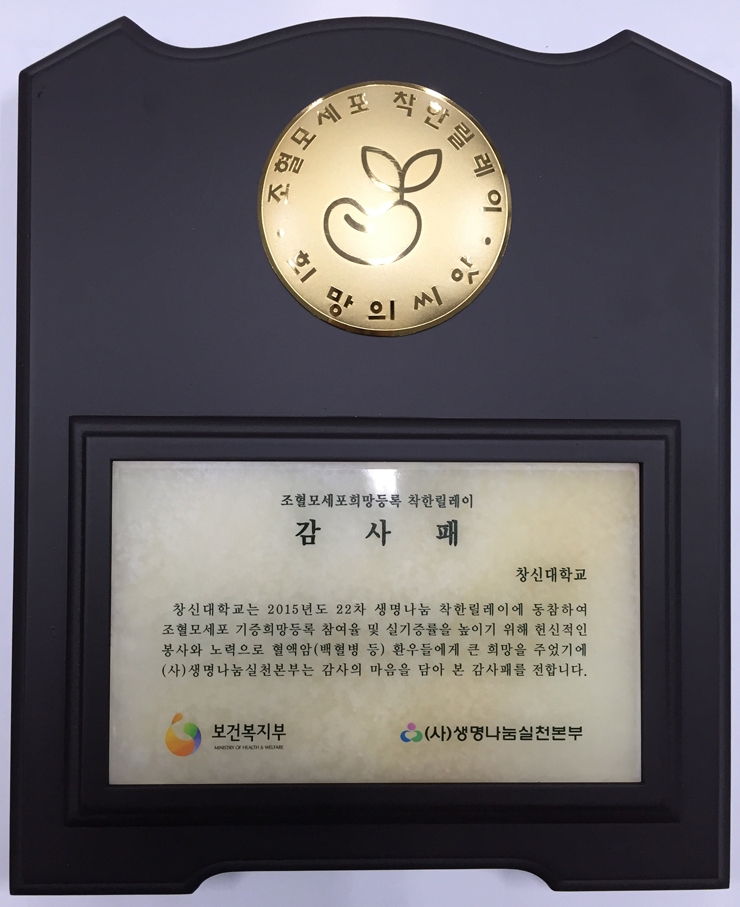 조혈모세포 착한릴레이
· 희망의씨앗 ·
조혈모세포희망등록 착한릴레이
감 사 패
창신대학교
창신대학교는 2015년도 22차 생명나눔 착한릴레이에 동참하여
조혈모세포 기증희망등록 참여율 및 실기증률을 높이기 위해 헌신적인
봉사와 노력으로 혈액암(백혈병 등) 환우들에게 큰 희망을 주었기에
(사)생명나눔실천본부는 감사의 마음을 담아 본 감사패를 전합니다.
보건복지부
MINISTRY OF HEALTH & WELFARE
(사)생명나눔실천본부